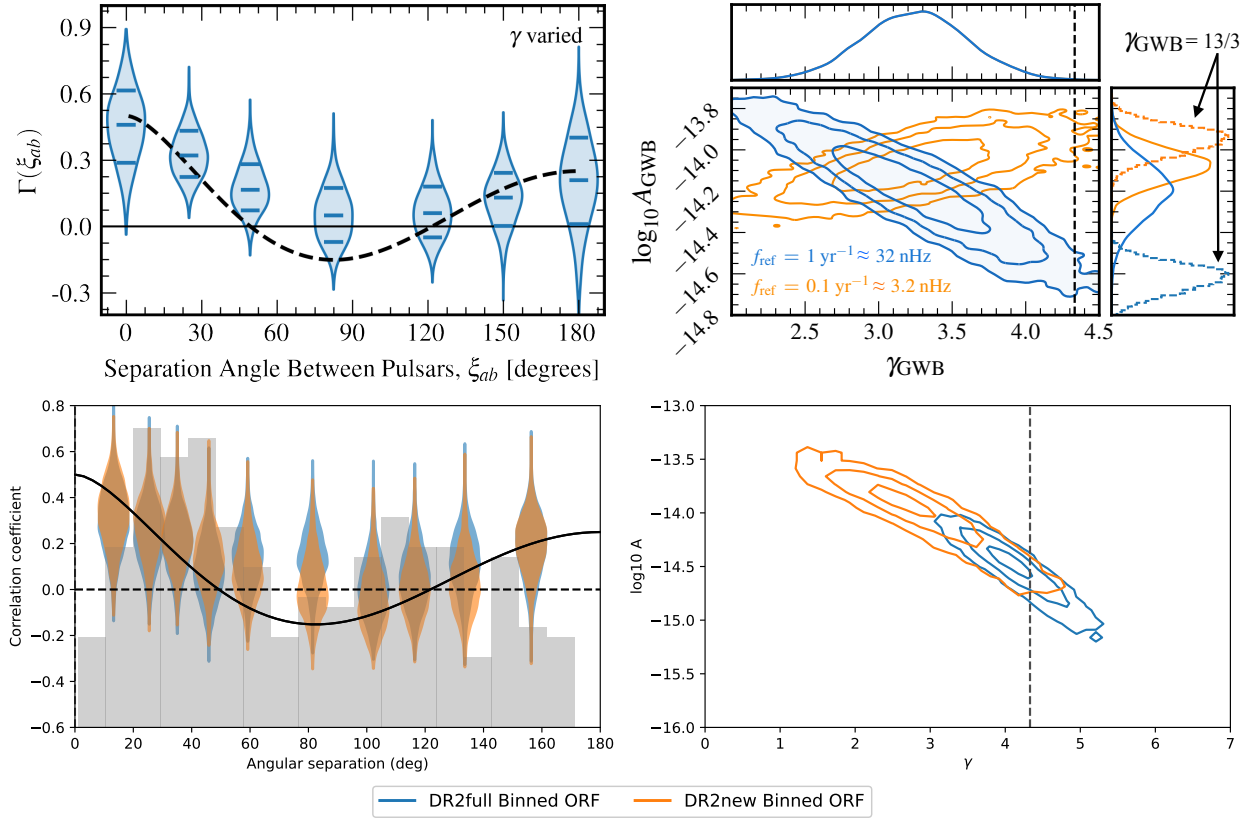 γ varied
0.9
0.6
0.3
0.0
-0.3
Γ(ξab)
0 30 60 90 120 150 180
Separation Angle Between Pulsars, ξab [degrees]
γGWB = 13/3
−13.8
−14.0
−14.2
−14.4
−14.6
−14.8
log10 AGWB
fref = 1 yr−1 ≈ 32 nHz
fref = 0.1 yr−1 ≈ 3.2 nHz
2.5 3.0 3.5 4.0 4.5
γGWB
0.8
0.6
0.4
0.2
0.0
−0.2
−0.4
−0.6
Correlation coefficient
0 20 40 60 80 100 120 140 160 180
Angular separation (deg)
−13.0
−13.5
−14.0
−14.5
−15.0
−15.5
−16.0
log10 A
0 1 2 3 4 5 6 7
γ
DR2full Binned ORF DR2new Binned ORF